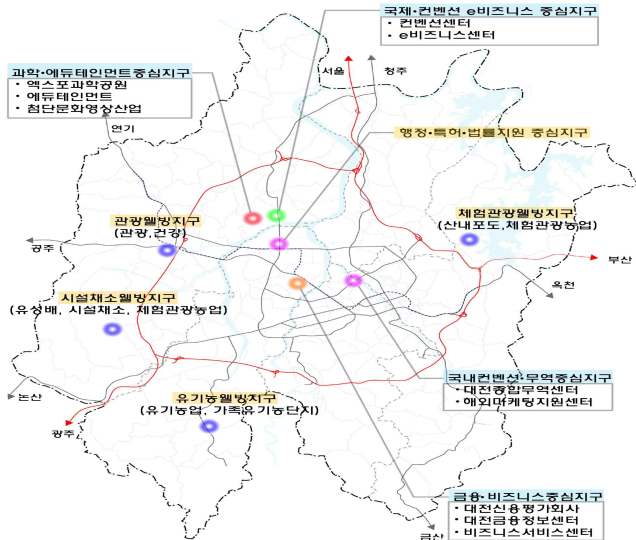 국제·컨벤션 e비즈니스 중심지구
· 컨벤션센터
· e비즈니스센터
서울
청주
과학·에듀테인먼트중심지구
· 엑스포과학공원
· 에듀테인먼트
· 첨단문화영상산업
연기
행정·특허·법률지원 중심지구
관광웰빙지구
(관광,건강)
체험관광웰빙지구
(산내포도,체험관광농업)
공주
부산
옥천
시설채소웰빙지구
(유성배, 시설채소, 체험관광농업)
국내컨벤션·무역중심지구
· 대전종합무역센터
· 해외마케팅지원센터
논산
유기농웰빙지구
(유기농업, 가족유기농단지)
광주
금융·비즈니스중심지구
· 대전신용평가회사
· 대전금융정보센터
· 비즈니스서비스센터
금산